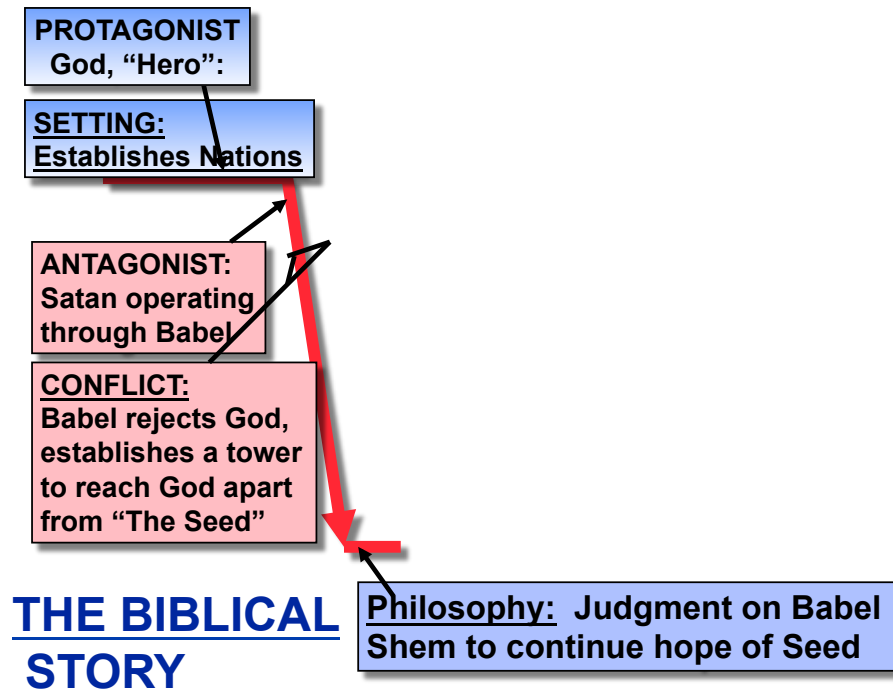 PROTAGONIST
God, “Hero”:
SETTING:
Establishes Nations
ANTAGONIST:
Satan operating
through Babel
CONFLICT:
Babel rejects God,
establishes a tower
to reach God apart
from “The Seed”
THE BIBLICAL
STORY
Philosophy: Judgment on Babel
Shem to continue hope of Seed